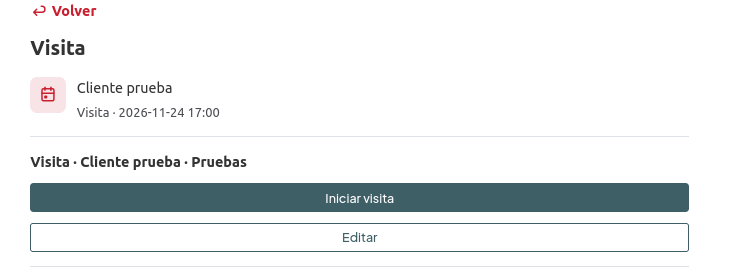 Volver
Visita
Cliente prueba
Visita · 2026-11-24 17:00
Visita · Cliente prueba · Pruebas
Iniciar visita
Editar